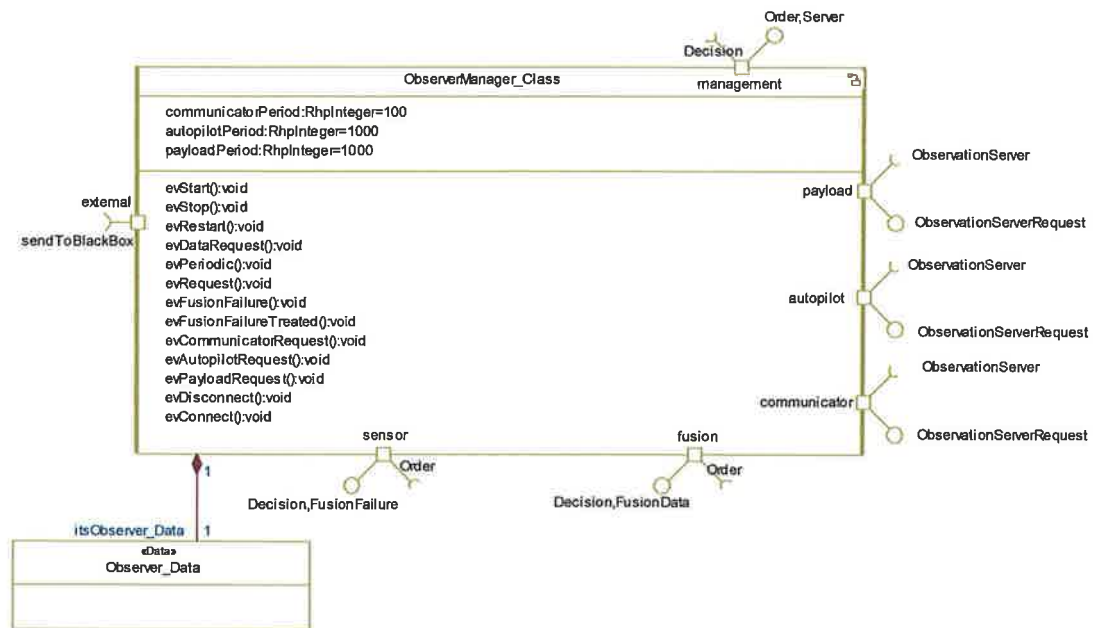 Order,Server
Decision
ObserverManager_Class
management
communicatorPeriod:RhpInteger=100
autopilotPeriod:RhpInteger=1000
payloadPeriod:RhpInteger=1000
ObservationServer
payload
ObservationServerRequest
external
sendToBlackBox
evStart():void
evStop():void
evRestart():void
evDataRequest():void
evPeriodic():void
evRequest():void
evFusionFailure():void
evFusionFailureTreated():void
evCommunicatorRequest():void
evAutopilotRequest():void
evPayloadRequest():void
evDisconnect():void
evConnect():void
ObservationServer
autopilot
ObservationServerRequest
ObservationServer
communicator
ObservationServerRequest
sensor
Order
Decision,FusionFailure
fusion
Order
Decision,FusionData
1
itsObserver_Data
1
«Data»
Observer_Data